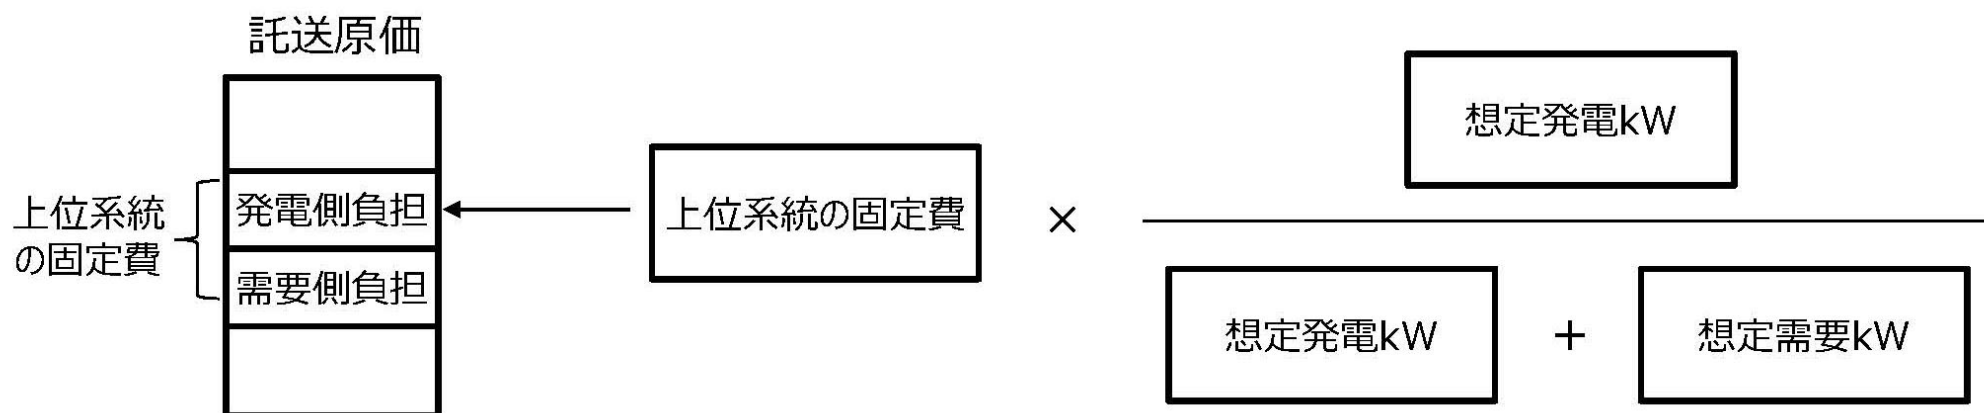 託送原価
上位系統
の固定費
発電側負担
需要側負担
上位系統の固定費
×
想定発電kW
想定発電kW
+
想定需要kW